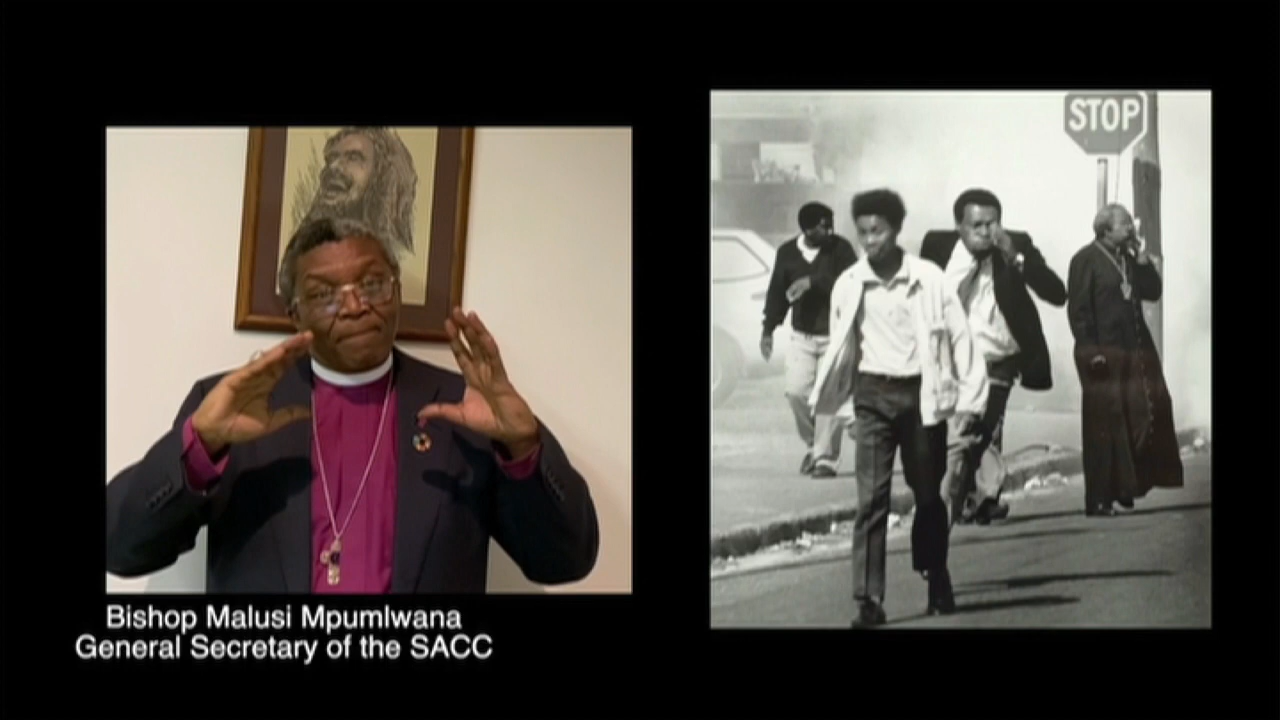 STOP
Bishop Malusi Mpumlwana
General Secretary of the SACC